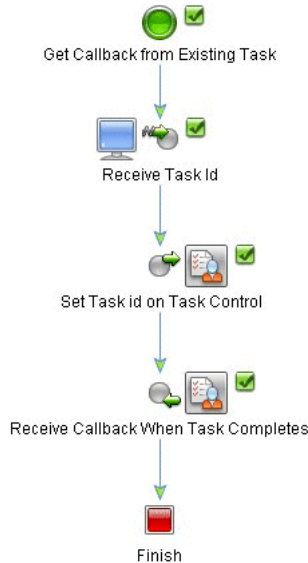 Get Callback from Existing Task
Receive Task Id
Set Task id on Task Control
Receive Callback When Task Completes
Finish